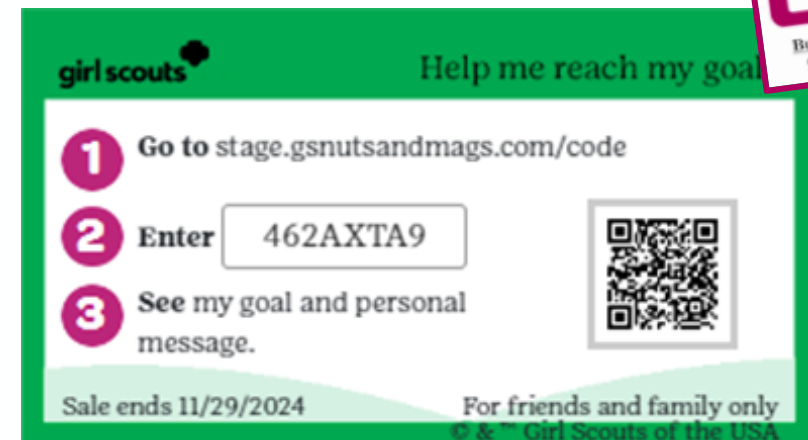 girl scouts
Help me reach my goal
1 Go to stage.gsnutsandmags.com/code
2 Enter 462AXTA9
3 See my goal and personal
message.
Sale ends 11/29/2024
For friends and family only
© & ™ Girl Scouts of the USA